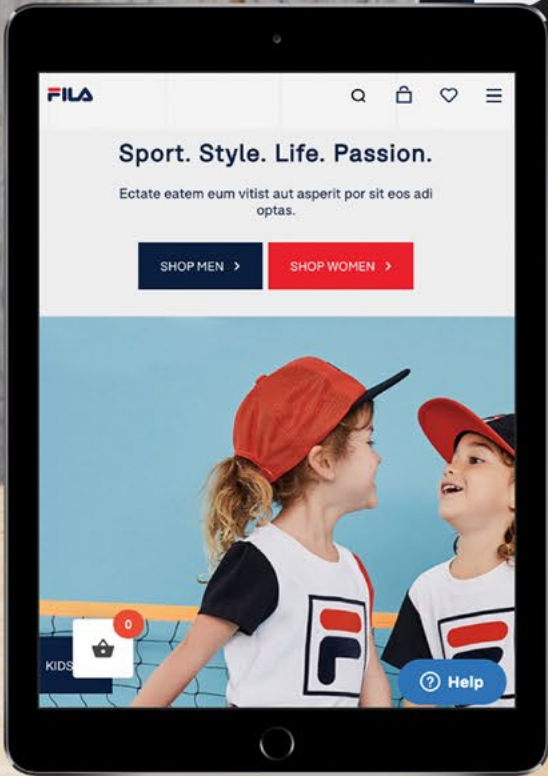 FILA
Sport. Style. Life. Passion.
Ectate eatem eum vitist aut asperit por sit eos adi
optas.
SHOP MEN
SHOP WOMEN
0
KIDS
Help